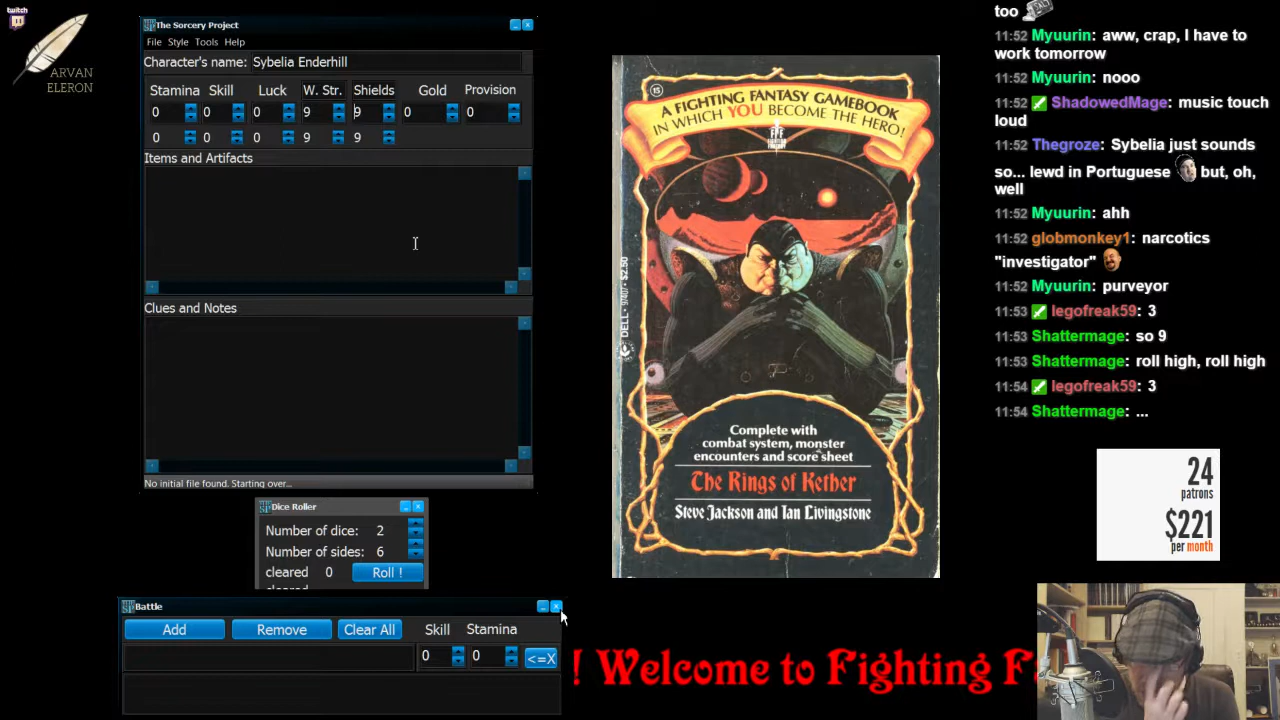 twitch
ARVAN
ELERON
The Sorcery Project
File Style Tools Help
Character's name: Sybelia Enderhill
Stamina Skill Luck W. Str. Shields Gold Provision
0 0 0 9 9 0 0
0 0 0 9 9
Items and Artifacts
Clues and Notes
No initial file found. Starting over...
Dice Roller
Number of dice: 2
Number of sides: 6
cleared 0 Roll !
Battle
Add Remove Clear All Skill Stamina
0 0 <=X
15
A FIGHTING FANTASY GAMEBOOK
IN WHICH YOU BECOME THE HERO!
DELL • 97407 • $2.50
Complete with
combat system, monster
encounters and score sheet
The Rings of Kether
Steve Jackson and Ian Livingstone
! Welcome to Fighting F
too
11:52 Myuurin: aww, crap, I have to
work tomorrow
11:52 Myuurin: nooo
11:52 ShadowedMage: music touch
loud
11:52 Thegroze: Sybelia just sounds
so... lewd in Portuguese but, oh,
well
11:52 Myuurin: ahh
11:52 globmonkey1: narcotics
"investigator"
11:52 Myuurin: purveyor
11:53 legofreak59: 3
11:53 Shattermage: so 9
11:53 Shattermage: roll high, roll high
11:54 legofreak59: 3
11:54 Shattermage: ...
24
patrons
$221
per month